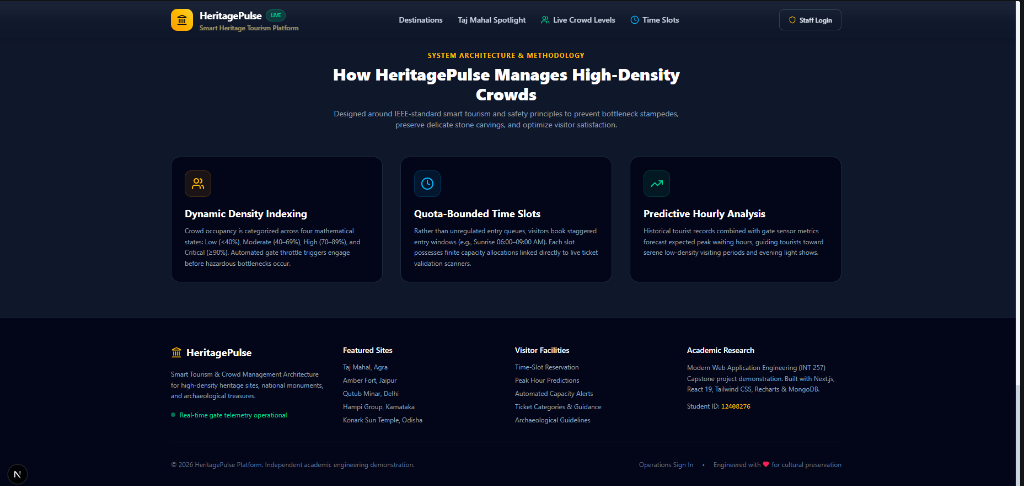 HeritagePulse LIVE
Smart Heritage Tourism Platform
Destinations
Taj Mahal Spotlight
Live Crowd Levels
Time Slots
Staff Login
SYSTEM ARCHITECTURE & METHODOLOGY
How HeritagePulse Manages High-Density
Crowds
Designed around IEEE-standard smart tourism and safety principles to prevent bottleneck stampedes,
preserve delicate stone carvings, and optimize visitor satisfaction.
Dynamic Density Indexing
Crowd occupancy is categorized across four mathematical
states: Low (<40%), Moderate (40–69%), High (70–89%), and
Critical (≥90%). Automated gate throttle triggers engage
before hazardous bottlenecks occur.
Quota-Bounded Time Slots
Rather than unregulated entry queues, visitors book staggered
entry windows (e.g., Sunrise 06:00–09:00 AM). Each slot
possesses finite capacity allocations linked directly to live ticket
validation scanners.
Predictive Hourly Analysis
Historical tourist records combined with gate sensor metrics
forecast expected peak waiting hours, guiding tourists toward
serene low-density visiting periods and evening light shows.
HeritagePulse
Smart Tourism & Crowd Management Architecture
for high-density heritage sites, national monuments,
and archaeological treasures.
Real-time gate telemetry operational
Featured Sites
Taj Mahal, Agra
Amber Fort, Jaipur
Qutub Minar, Delhi
Hampi Group, Karnataka
Konark Sun Temple, Odisha
Visitor Facilities
Time-Slot Reservation
Peak Hour Predictions
Automated Capacity Alerts
Ticket Categories & Guidance
Archaeological Guidelines
Academic Research
Modern Web Application Engineering (INT 257)
Capstone project demonstration. Built with Next.js,
React 19, Tailwind CSS, Recharts & MongoDB.
Student ID: 12408276
© 2026 HeritagePulse Platform. Independent academic engineering demonstration.
Operations Sign In • Engineered with ❤ for cultural preservation
N